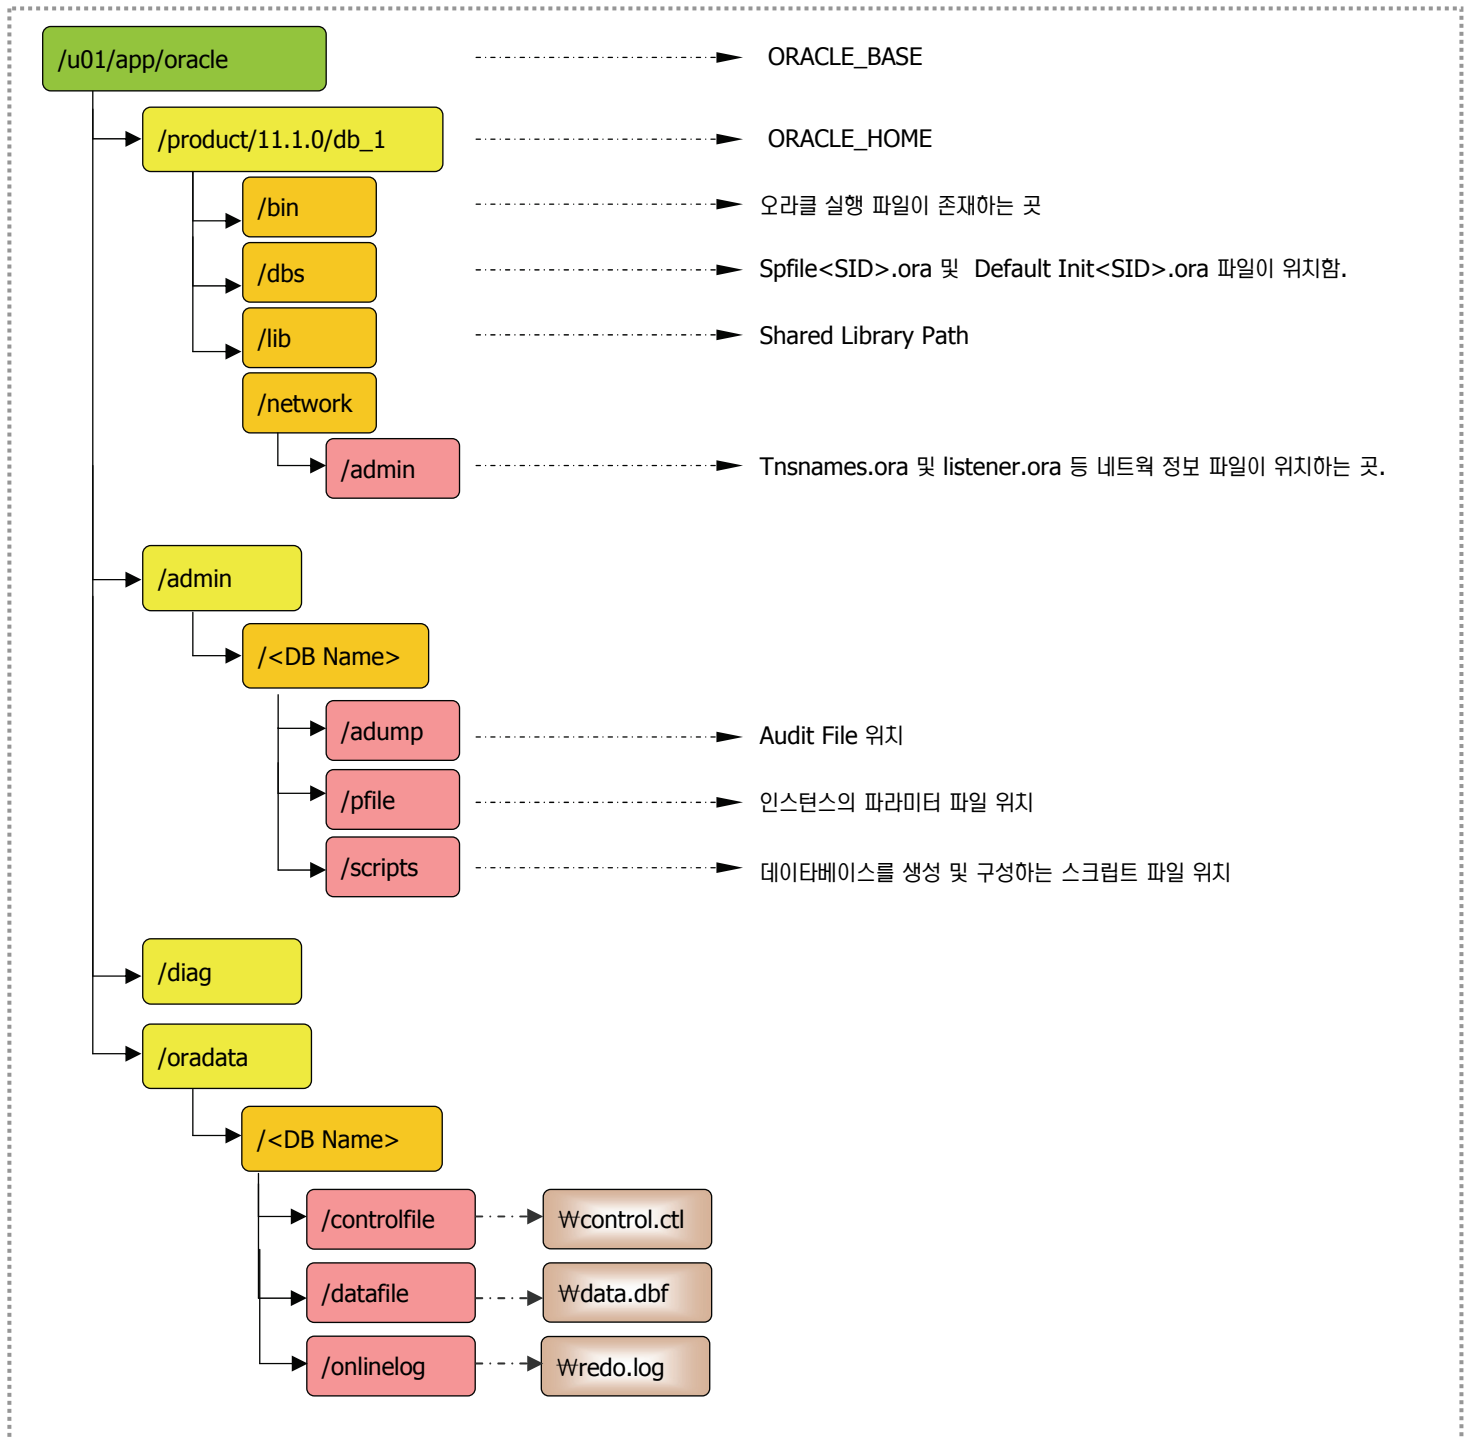 /u01/app/oracle
ORACLE_BASE
/product/11.1.0/db_1
ORACLE_HOME
/bin
오라클 실행 파일이 존재하는 곳
/dbs
Spfile<SID>.ora 및 Default Init<SID>.ora 파일이 위치함.
/lib
Shared Library Path
/network
/admin
Tnsnames.ora 및 listener.ora 등 네트웍 정보 파일이 위치하는 곳.
/admin
/<DB Name>
/adump
Audit File 위치
/pfile
인스턴스의 파라미터 파일 위치
/scripts
데이타베이스를 생성 및 구성하는 스크립트 파일 위치
/diag
/oradata
/<DB Name>
/controlfile
₩control.ctl
/datafile
₩data.dbf
/onlinelog
₩redo.log